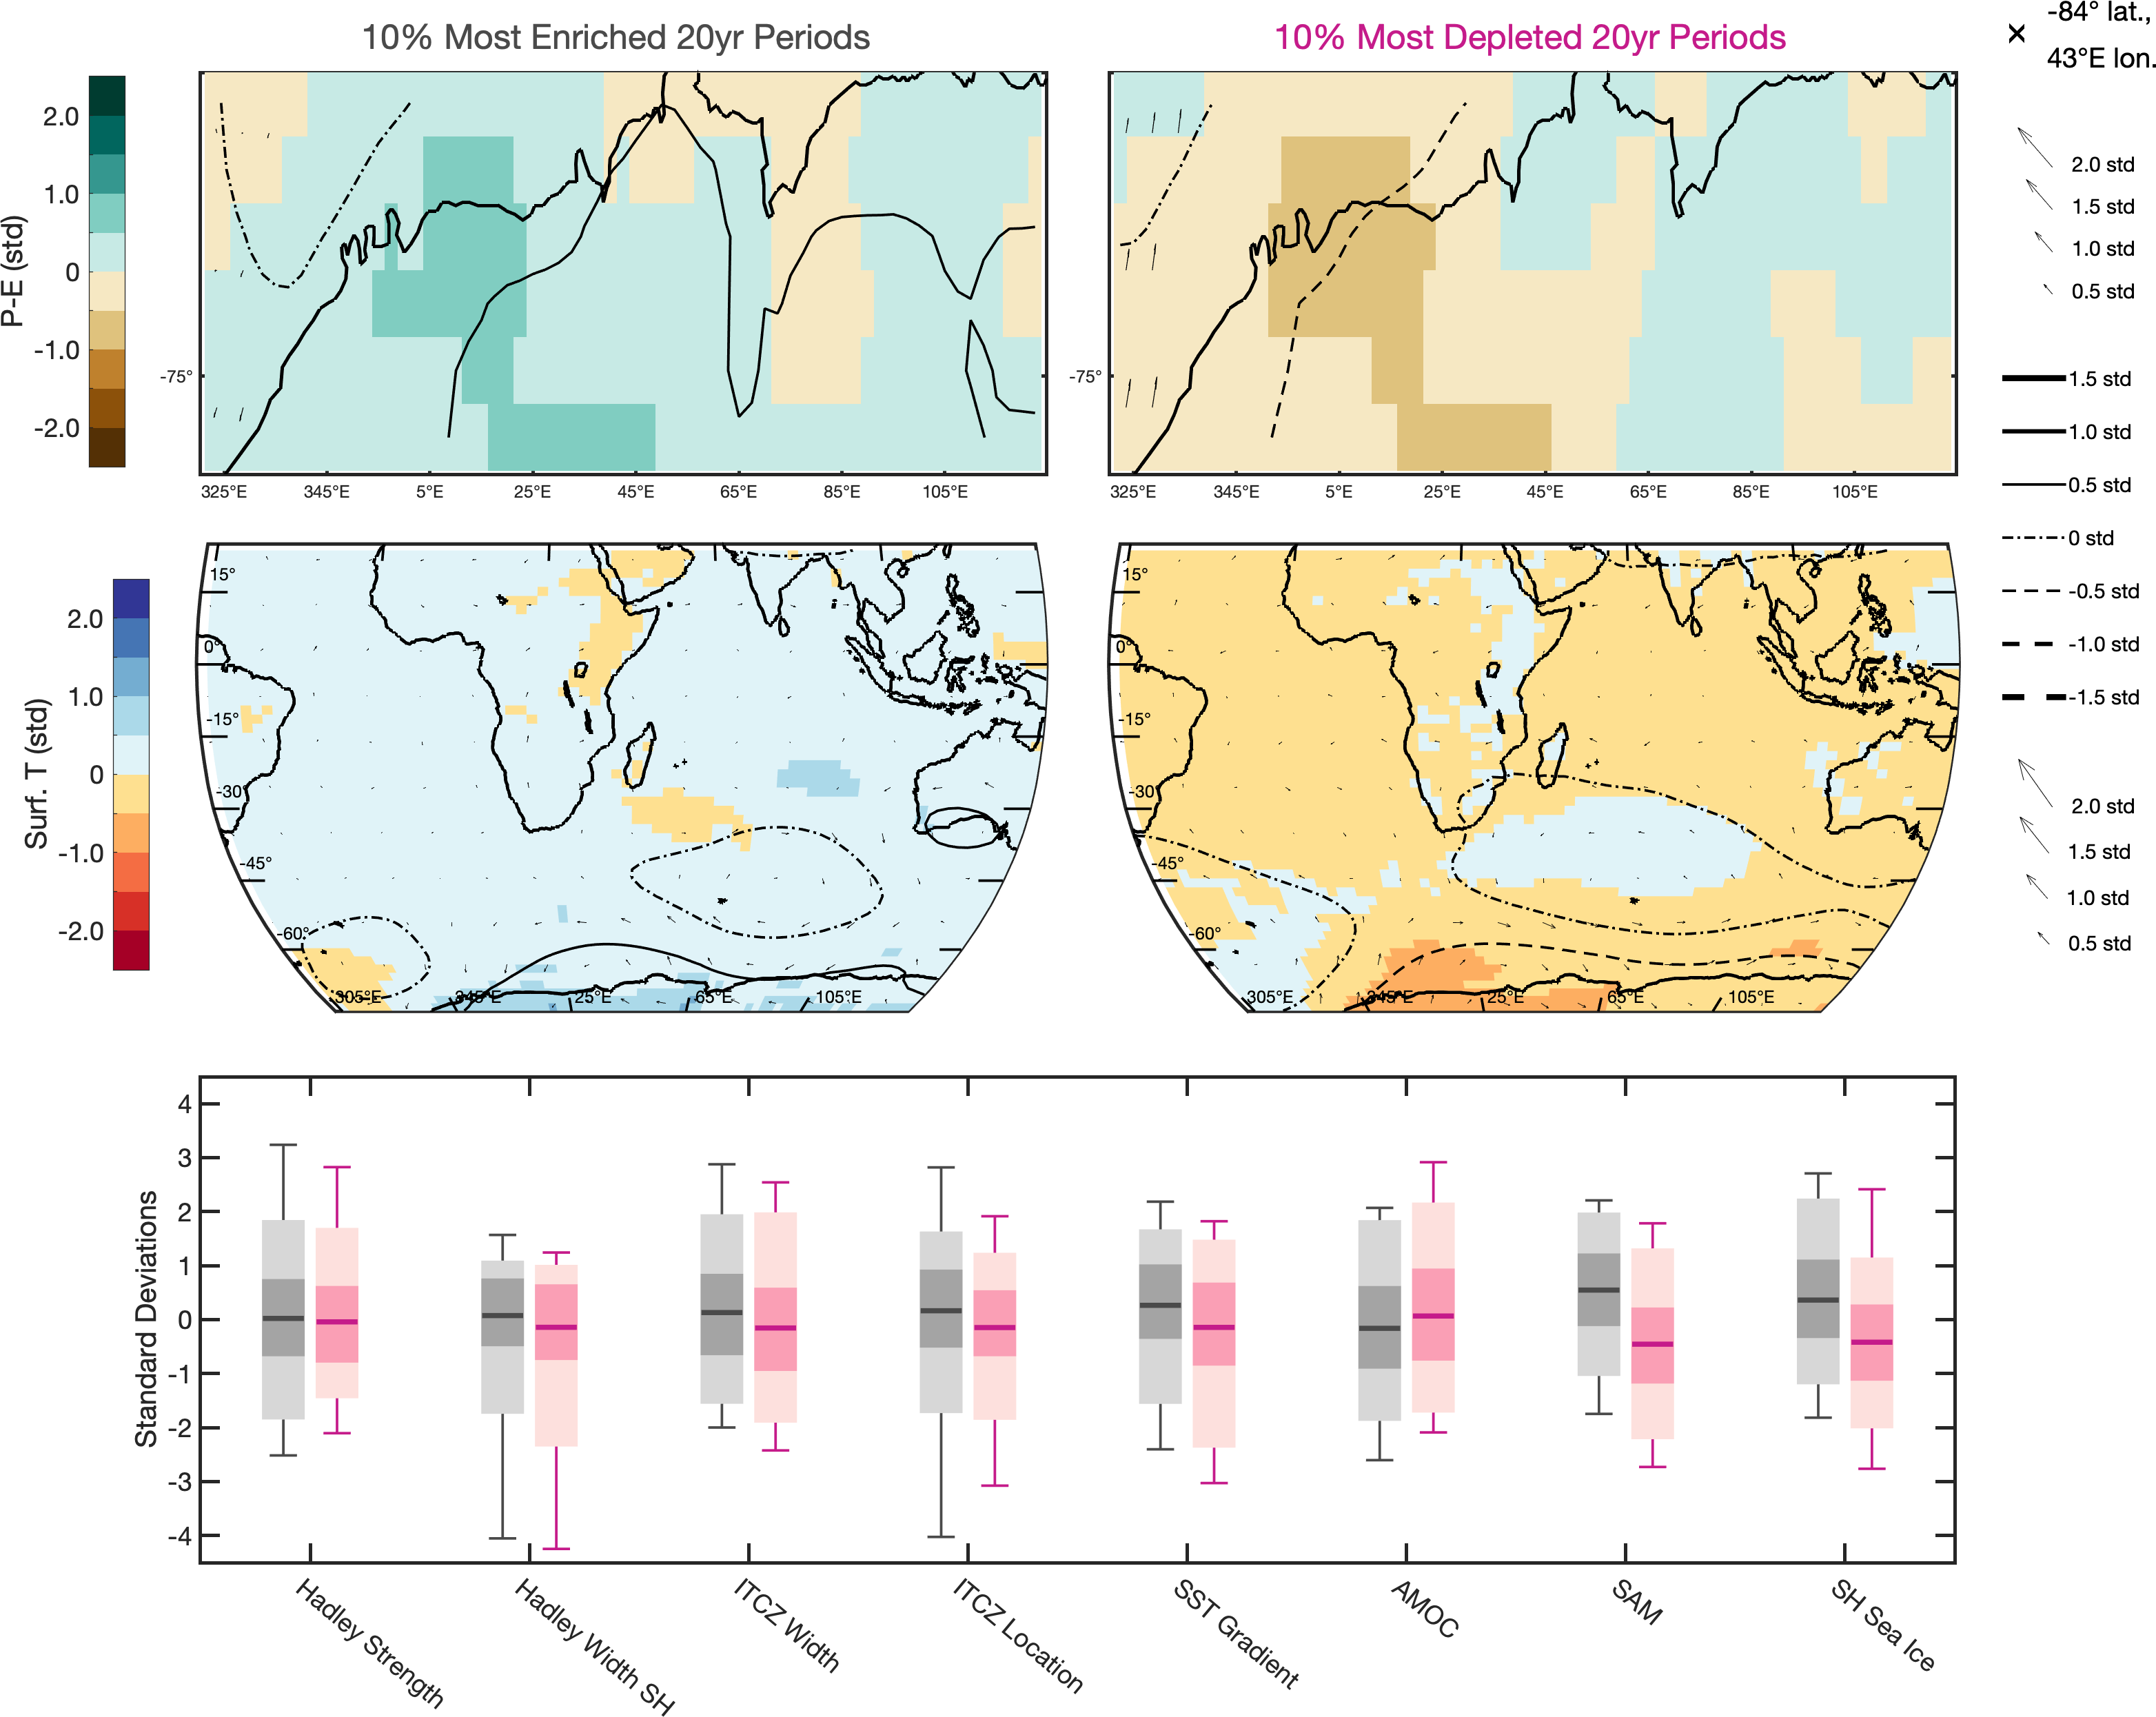 10% Most Enriched 20yr Periods
10% Most Depleted 20yr Periods
-84° lat.,
43°E lon.
P-E (std)
2.0
1.0
0
-1.0
-2.0
-75°
325°E 345°E 5°E 25°E 45°E 65°E 85°E 105°E
-75°
325°E 345°E 5°E 25°E 45°E 65°E 85°E 105°E
2.0 std
1.5 std
1.0 std
0.5 std
1.5 std
1.0 std
0.5 std
0 std
-0.5 std
-1.0 std
-1.5 std
2.0 std
1.5 std
1.0 std
0.5 std
Surf. T (std)
2.0
1.0
0
-1.0
-2.0
15°
0°
-15°
-30°
-45°
-60°
305°E 345°E 25°E 65°E 105°E
15°
0°
-15°
-30°
-45°
-60°
305°E 345°E 25°E 65°E 105°E
Standard Deviations
4
3
2
1
0
-1
-2
-3
-4
Hadley Strength
Hadley Width SH
ITCZ Width
ITCZ Location
SST Gradient
AMOC
SAM
SH Sea Ice